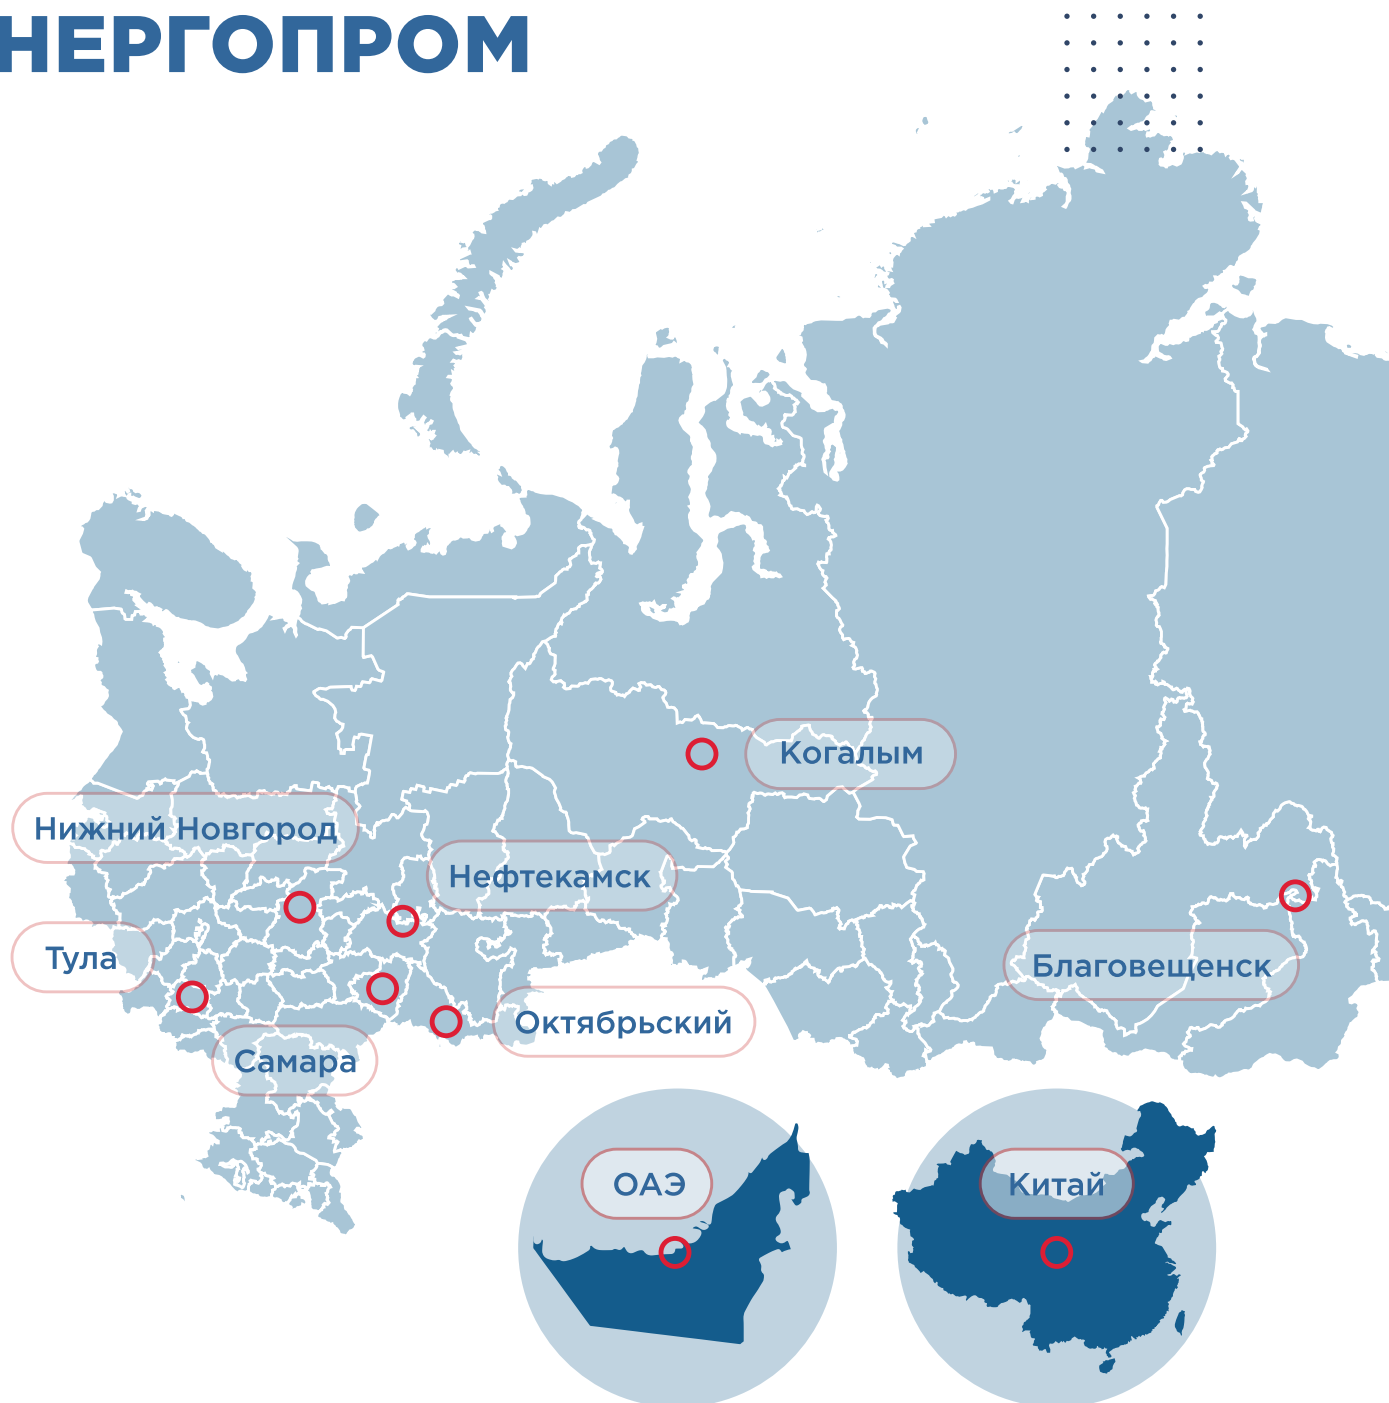 НЕРГОПРОМ
Когалым
Нижний Новгород
Нефтекамск
Тула
Благовещенск
Октябрьский
Самара
ОАЭ
Китай